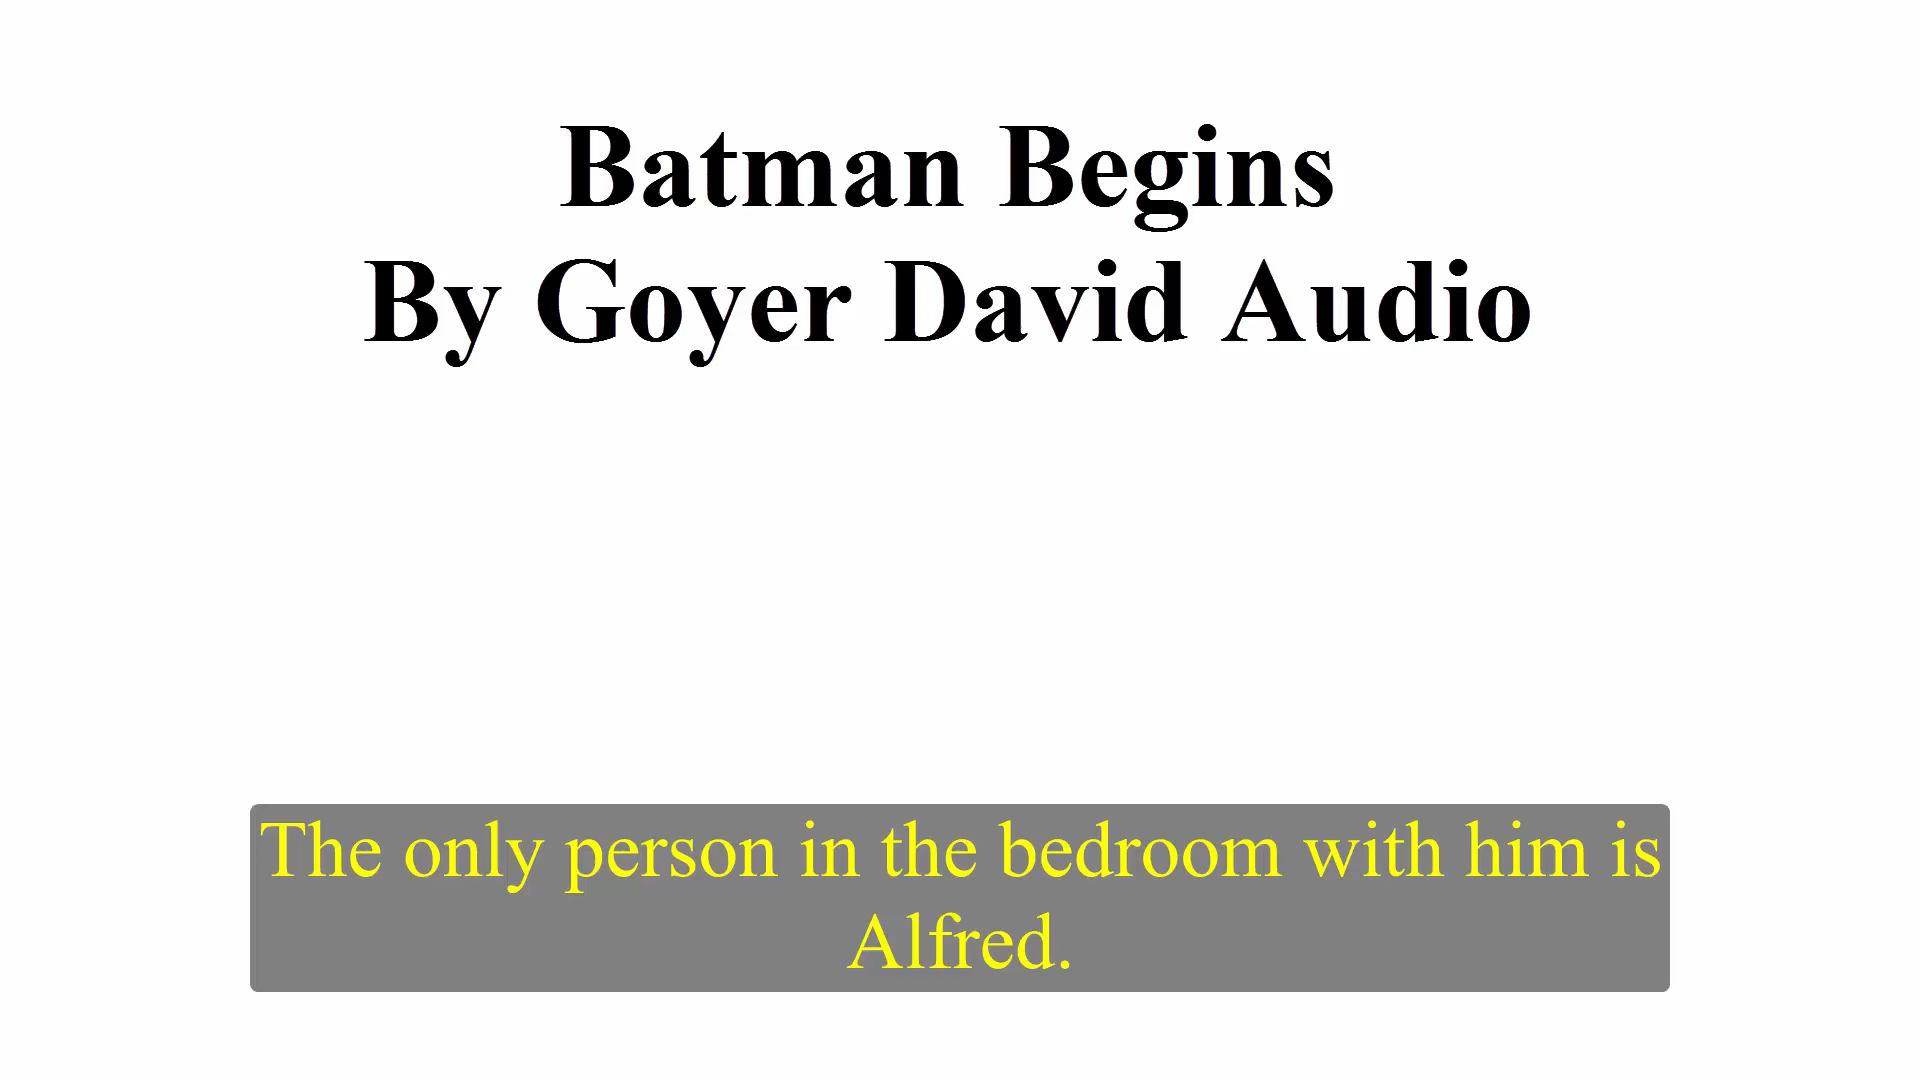 Batman Begins
By Goyer David Audio
The only person in the bedroom with him is
Alfred.